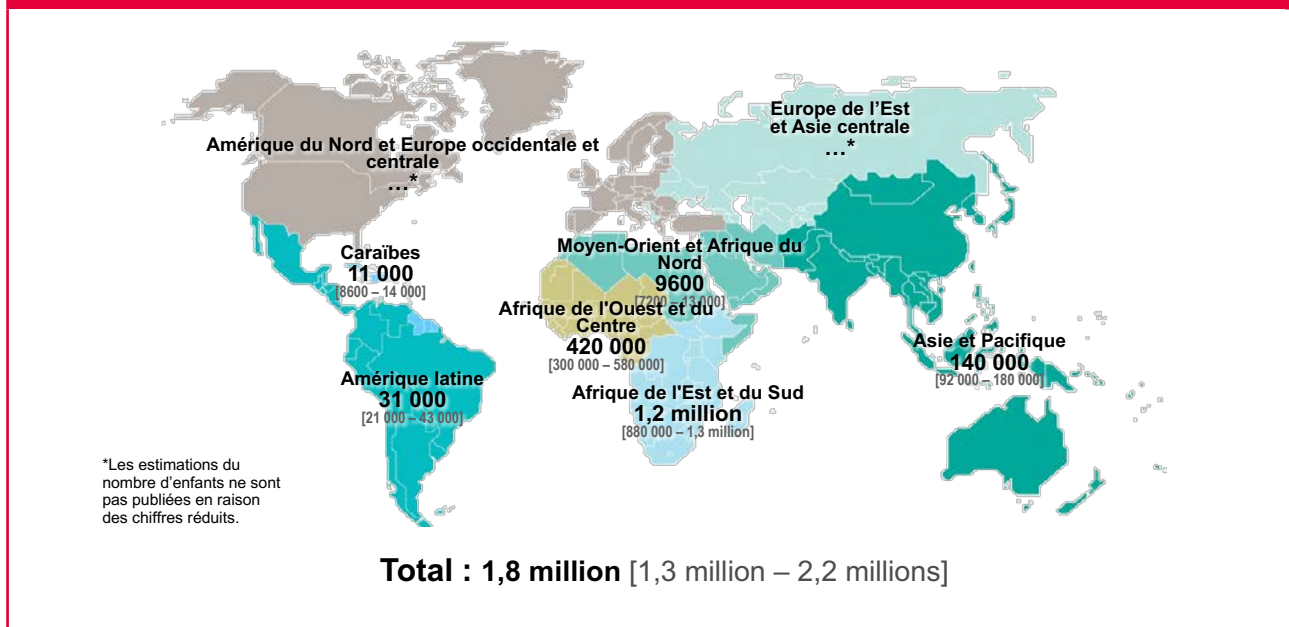 Amérique du Nord et Europe occidentale et
centrale
…*
Europe de l’Est
et Asie centrale
…*
Caraïbes
11 000
[8600 – 14 000]
Moyen-Orient et Afrique du
Nord
9600
[7200 – 13 000]
Afrique de l'Ouest et du
Centre
420 000
[300 000 – 580 000]
Asie et Pacifique
140 000
[92 000 – 180 000]
Amérique latine
31 000
[21 000 – 43 000]
Afrique de l'Est et du Sud
1,2 million
[880 000 – 1,3 million]
*Les estimations du
nombre d’enfants ne sont
pas publiées en raison
des chiffres réduits.
Total : 1,8 million [1,3 million – 2,2 millions]